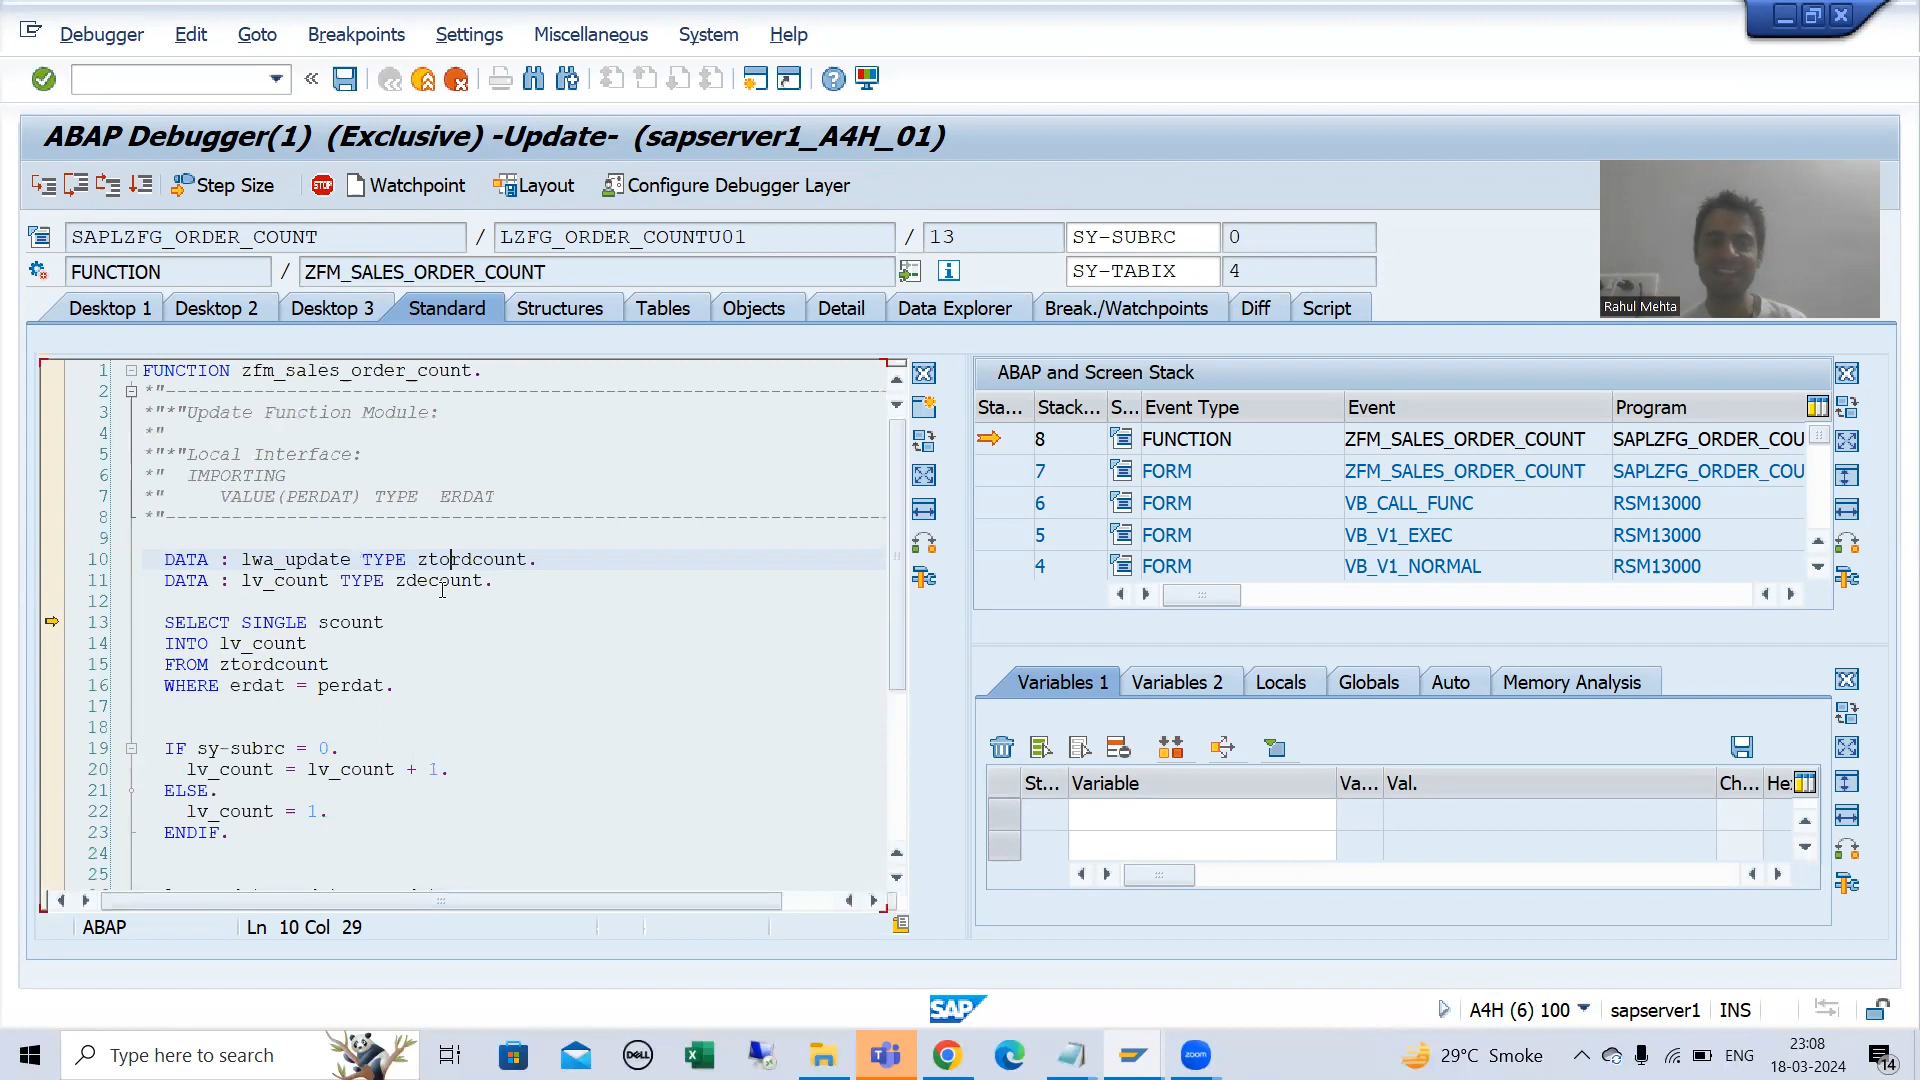 Debugger Edit Goto Breakpoints Settings Miscellaneous System Help
ABAP Debugger(1) (Exclusive) -Update- (sapserver1_A4H_01)
Step Size STOP Watchpoint Layout Configure Debugger Layer
SAPLZFG_ORDER_COUNT / LZFG_ORDER_COUNTU01 / 13 SY-SUBRC 0
FUNCTION / ZFM_SALES_ORDER_COUNT SY-TABIX 4
Rahul Mehta
Desktop 1 Desktop 2 Desktop 3 Standard Structures Tables Objects Detail Data Explorer Break./Watchpoints Diff Script
1 FUNCTION zfm_sales_order_count.
2 *"----------------------------------------------------------------------
3 *"*"Update Function Module:
4 *"
5 *"*"Local Interface:
6 *" IMPORTING
7 *" VALUE(PERDAT) TYPE ERDAT
8 *"----------------------------------------------------------------------
9
10 DATA : lwa_update TYPE ztordcount.
11 DATA : lv_count TYPE zdecount.
12
13 SELECT SINGLE scount
14 INTO lv_count
15 FROM ztordcount
16 WHERE erdat = perdat.
17
18
19 IF sy-subrc = 0.
20 lv_count = lv_count + 1.
21 ELSE.
22 lv_count = 1.
23 ENDIF.
24
25
ABAP Ln 10 Col 29
ABAP and Screen Stack
Sta... Stack... S... Event Type Event Program
8 FUNCTION ZFM_SALES_ORDER_COUNT SAPLZFG_ORDER_COU
7 FORM ZFM_SALES_ORDER_COUNT SAPLZFG_ORDER_COU
6 FORM VB_CALL_FUNC RSM13000
5 FORM VB_V1_EXEC RSM13000
4 FORM VB_V1_NORMAL RSM13000
Variables 1 Variables 2 Locals Globals Auto Memory Analysis
St... Variable Va... Val. Ch... He
SAP
A4H (6) 100 sapserver1 INS
Type here to search
DELL
zoom
29°C Smoke ENG
23:08
18-03-2024
14